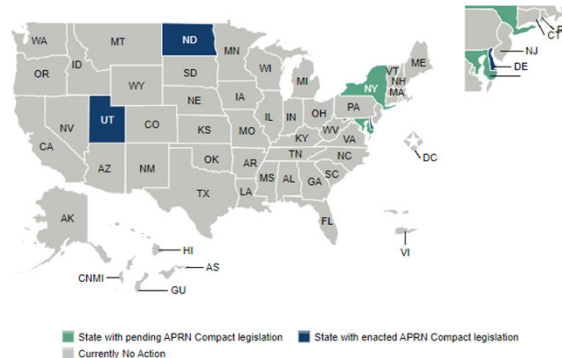 WA
MT
ND
MN
ME
OR
ID
SD
WI
MI
VT
NH
MA
NY
WY
NE
IA
PA
NV
UT
CO
KS
MO
IL
IN
OH
WV
VA
KY
CA
AZ
NM
OK
AR
TN
NC
SC
MS
AL
GA
TX
LA
FL
AK
HI
AS
CNMI
GU
VI
DC
CT
NJ
DE
State with pending APRN Compact legislation
State with enacted APRN Compact legislation
Currently No Action